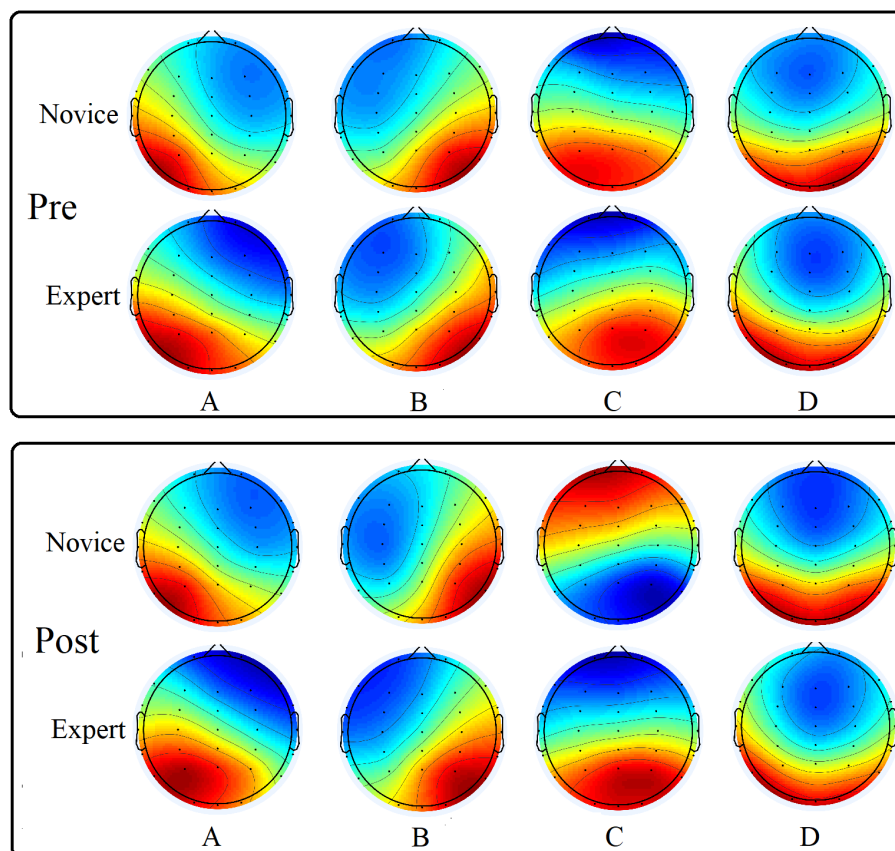 Novice
Pre
Expert
A B C D
Novice
Post
Expert
A B C D